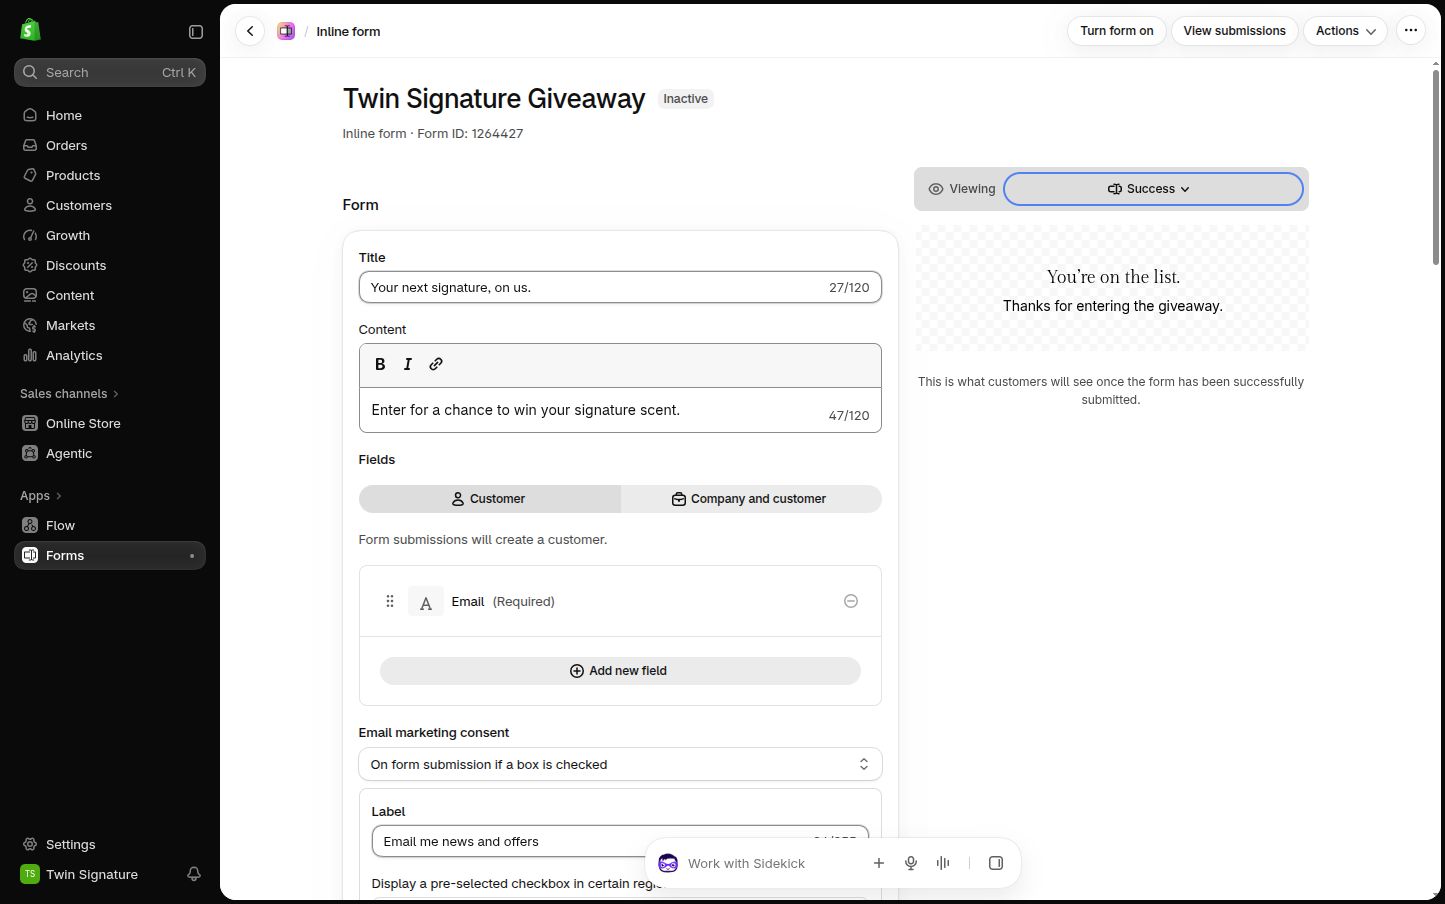 Inline form
Turn form on
View submissions
Actions
Search
Ctrl K
Home
Orders
Products
Customers
Growth
Discounts
Content
Markets
Analytics
Sales channels
Online Store
Agentic
Apps
Flow
Forms
Settings
TS
Twin Signature
Twin Signature Giveaway
Inactive
Inline form · Form ID: 1264427
Form
Title
Your next signature, on us.
27/120
Content
B I
Enter for a chance to win your signature scent.
47/120
Fields
Customer
Company and customer
Form submissions will create a customer.
A
Email (Required)
Add new field
Email marketing consent
On form submission if a box is checked
Label
Email me news and offers
Display a pre-selected checkbox in certain
Viewing
Success
You're on the list.
Thanks for entering the giveaway.
This is what customers will see once the form has been successfully
submitted.
Work with Sidekick